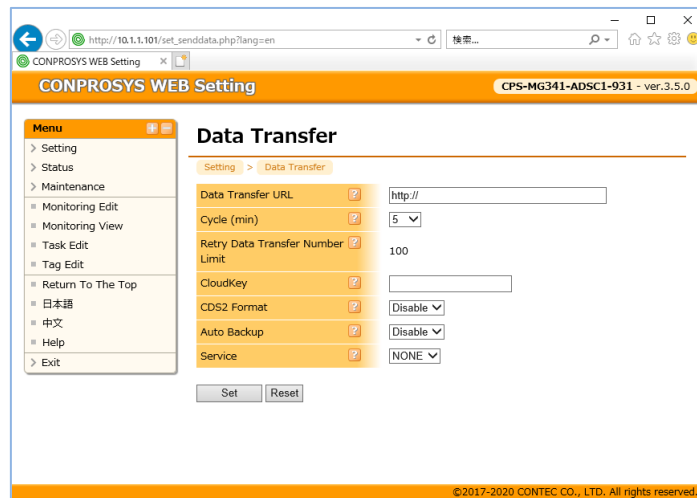 http://10.1.1.101/set_senddata.php?lang=en
検索...
CONPROSYS WEB Setting
CONPROSYS WEB Setting
CPS-MG341-ADSC1-931 - ver.3.5.0
Menu
Setting
Status
Maintenance
Monitoring Edit
Monitoring View
Task Edit
Tag Edit
Return To The Top
日本語
中文
Help
Exit
Data Transfer
Setting > Data Transfer
Data Transfer URL ? http://
Cycle (min) ? 5
Retry Data Transfer Number ?
Limit
100
CloudKey ?
CDS2 Format ? Disable
Auto Backup ? Disable
Service ? NONE
Set Reset
©2017-2020 CONTEC CO., LTD. All rights reserved.